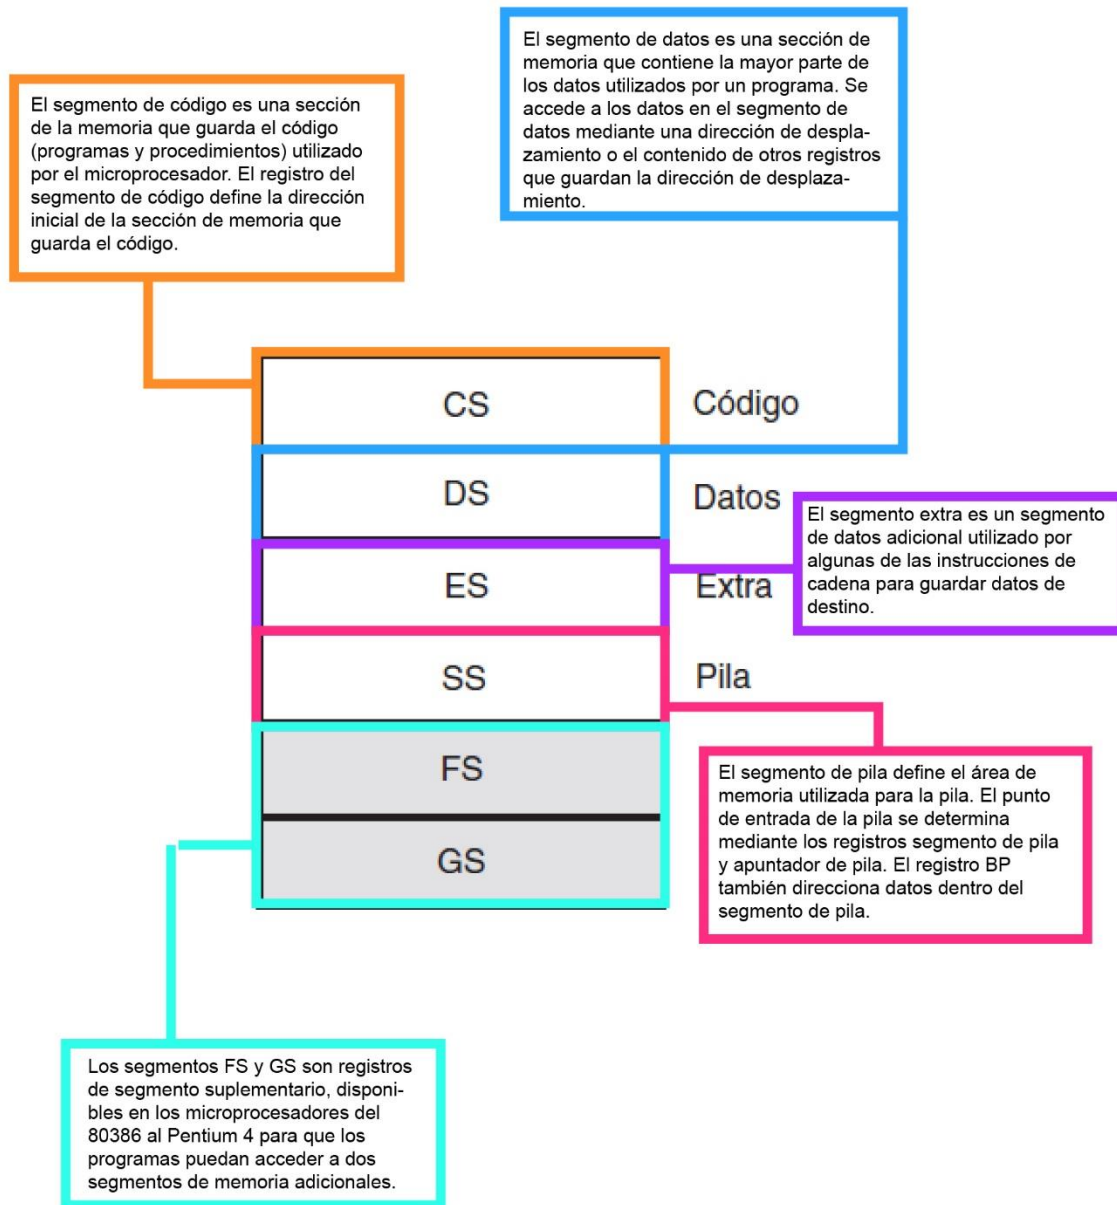 El segmento de datos es una sección de
memoria que contiene la mayor parte de
los datos utilizados por un programa. Se
accede a los datos en el segmento de
datos mediante una dirección de despla-
zamiento o el contenido de otros registros
que guardan la dirección de desplaza-
miento.
El segmento de código es una sección
de la memoria que guarda el código
(programas y procedimientos) utilizado
por el microprocesador. El registro del
segmento de código define la dirección
inicial de la sección de memoria que
guarda el código.
CS Código
DS Datos
El segmento extra es un segmento
de datos adicional utilizado por
algunas de las instrucciones de
cadena para guardar datos de
destino.
ES Extra
SS Pila
FS
GS
El segmento de pila define el área de
memoria utilizada para la pila. El punto
de entrada de la pila se determina
mediante los registros segmento de pila
y apuntador de pila. El registro BP
también direcciona datos dentro del
segmento de pila.
Los segmentos FS y GS son registros
de segmento suplementario, disponi-
bles en los microprocesadores del
80386 al Pentium 4 para que los
programas puedan acceder a dos
segmentos de memoria adicionales.